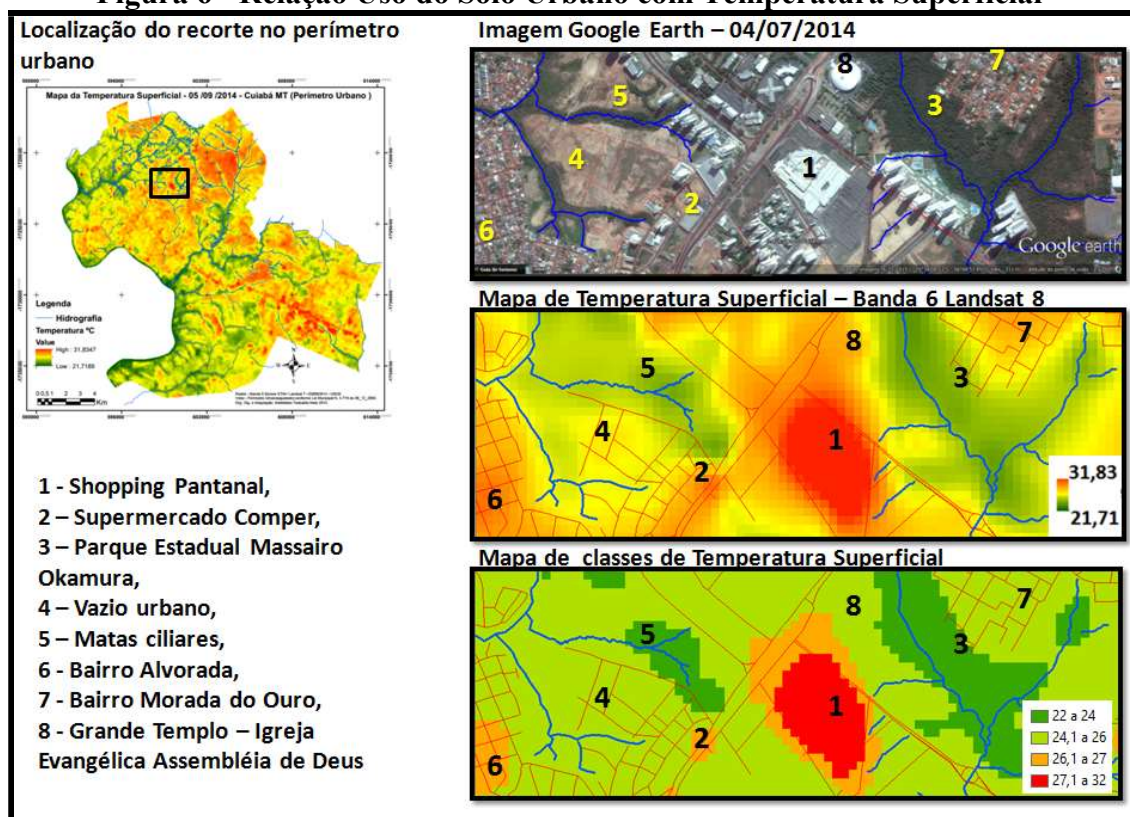 Figura 6 - Relação Uso do Solo Urbano com Temperatura Superficial
Localização do recorte no perímetro
urbano
Mapa da Temperatura Superficial - 05 /09 /2014 - Cuiabá MT (Perímetro Urbano )
Legenda
Hidrografia
Temperatura ºC
Value
High : 31,8347
Low : 21,7188
Km
1 - Shopping Pantanal,
2 – Supermercado Comper,
3 – Parque Estadual Massairo
Okamura,
4 – Vazio urbano,
5 – Matas ciliares,
6 - Bairro Alvorada,
7 - Bairro Morada do Ouro,
8 - Grande Templo – Igreja
Evangélica Assembléia de Deus
Imagem Google Earth – 04/07/2014
8
7
5
3
4
1
2
6
Google earth
Mapa de Temperatura Superficial – Banda 6 Landsat 8
8
7
5
3
4
1
2
6
31,83
21,71
Mapa de classes de Temperatura Superficial
8
7
5
3
4
1
2
6
22 a 24
24,1 a 26
26,1 a 27
27,1 a 32